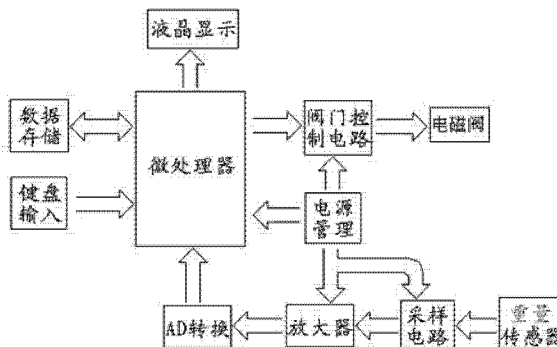 液晶显示
数据
存储
微处理器
阀门控
制电路
电磁阀
键盘
输入
电源
管理
AD转换
放大器
采样
电路
重量
传感器